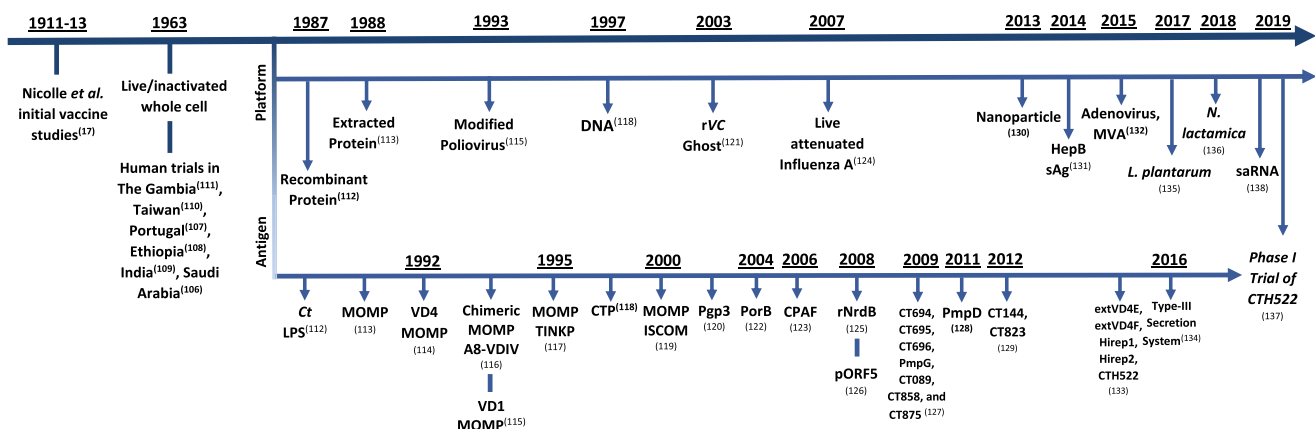 1911-13
1963
1987
1988
1993
1997
2003
2007
2013
2014
2015
2017
2018
2019
Nicolle et al.
initial vaccine
studies(17)
Live/inactivated
whole cell
Human trials in
The Gambia(111),
Taiwan(110),
Portugal(107),
Ethiopia(108),
India(109), Saudi
Arabia(106)
Platform
Recombinant
Protein(112)
Extracted
Protein(113)
Modified
Poliovirus(115)
DNA(118)
rVC
Ghost(121)
Live
attenuated
Influenza A(124)
Nanoparticle
(130)
HepB
sAg(131)
Adenovirus,
MVA(132)
L. plantarum
(135)
N.
lactamica
(136)
saRNA
(138)
Phase I
Trial of
CTH522
(137)
Antigen
1992
1995
2000
2004
2006
2008
2009
2011
2012
2016
Ct
LPS(112)
MOMP
(113)
VD4
MOMP
(114)
Chimeric
MOMP
A8-VDIV
(116)
VD1
MOMP(115)
MOMP
TINKP
(117)
CTP(118)
MOMP
ISCOM
(119)
Pgp3
(120)
PorB
(122)
CPAF
(123)
rNrdB
(125)
pORF5
(126)
CT694,
CT695,
CT696,
PmpG,
CT089,
CT858, and
CT875 (127)
PmpD
(128)
CT144,
CT823
(129)
extVD4E,
extVD4F,
Hirep1,
Hirep2,
CTH522
(133)
Type-III
Secretion
System(134)